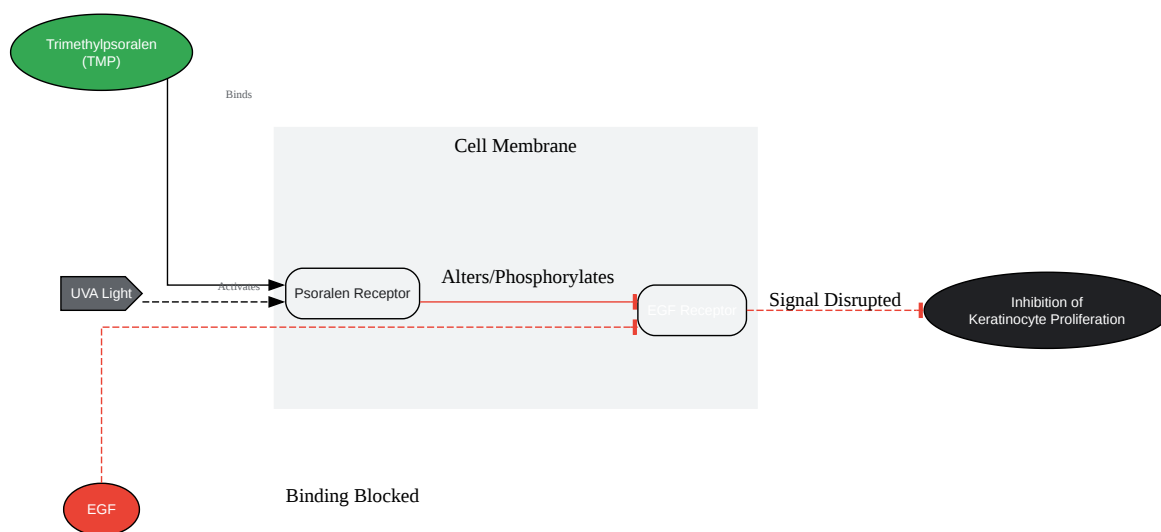 Trimethylpsoralen
(TMP)
Binds
Cell Membrane
Alters/Phosphorylates
UVA Light
Activates
Psoralen Receptor
EGF Receptor
Signal Disrupted
Inhibition of
Keratinocyte Proliferation
Binding Blocked
EGF